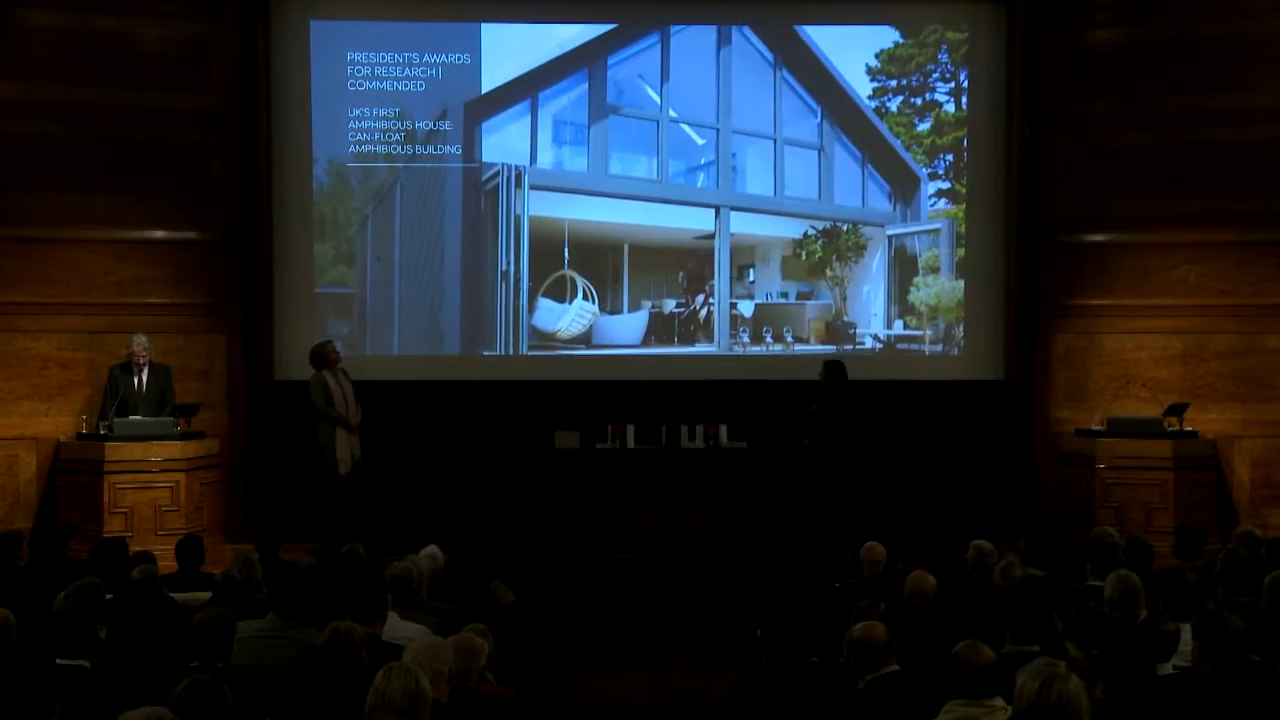 PRESIDENT'S AWARDS
FOR RESEARCH |
COMMENDED
UK'S FIRST
AMPHIBIOUS HOUSE:
CAN-FLOAT
AMPHIBIOUS BUILDING